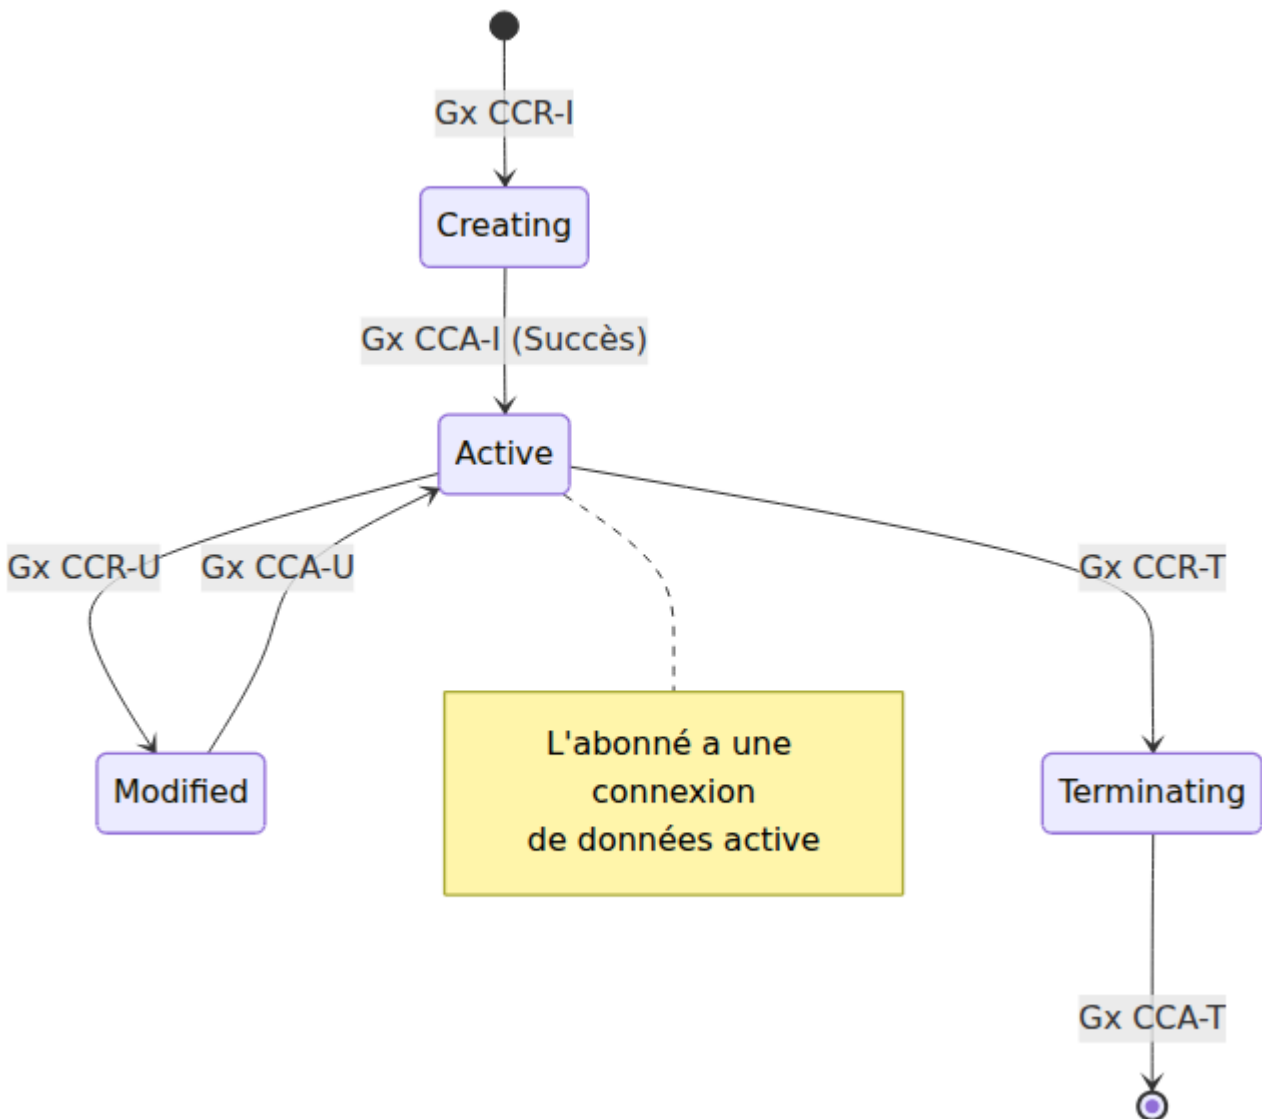 Gx CCR-I
Creating
Gx CCA-I (Succès)
Active
Gx CCR-U
Gx CCA-U
Gx CCR-T
Modified
L'abonné a une
connexion
de données active
Terminating
Gx CCA-T